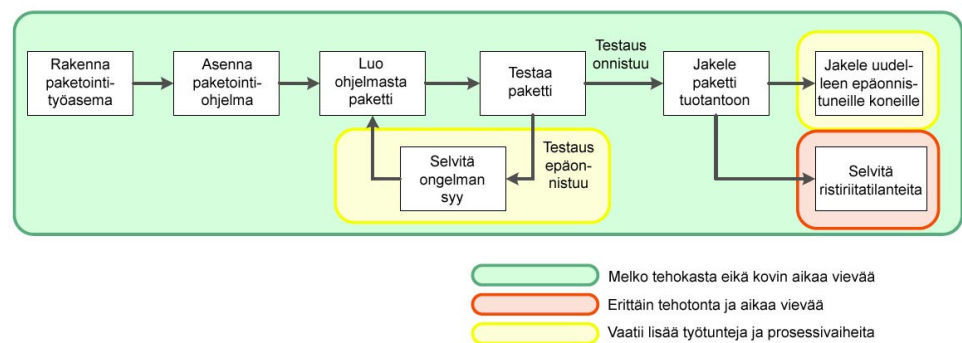 Rakenna
paketointi-
työasema
Asenna
paketointi-
ohjelma
Luo
ohjelmasta
paketti
Testaa
paketti
Testaus
onnistuu
Jakele
paketti
tuotantoon
Jakele uudel-
leen epäonnis-
tuneille koneille
Selvitä
ongelman
syy
Testaus
epäon-
nistuu
Selvitä
ristiriitatilanteita
Melko tehokasta eikä kovin aikaa vievää
Erittäin tehotonta ja aikaa vievää
Vaatii lisää työtunteja ja prosessivaiheita